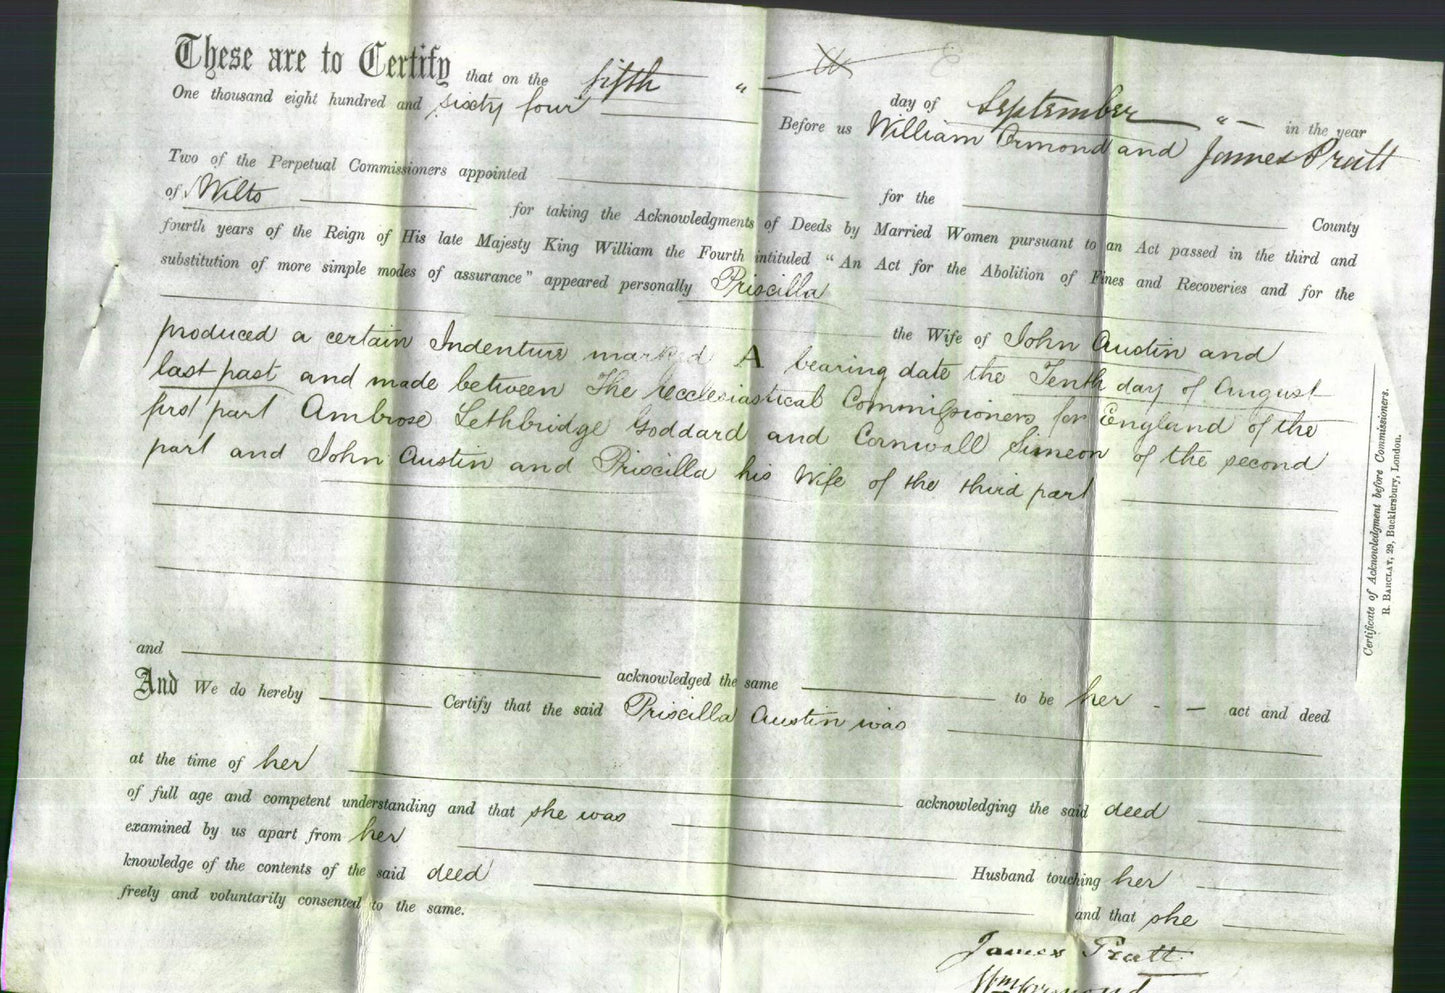 These are to Certify that on the fifth " — day of September " — in the year
One thousand eight hundred and sixty four Before us William Ormond and James Pratt
Two of the Perpetual Commissioners appointed for the County
of Wilts for taking the Acknowledgments of Deeds by Married Women pursuant to an Act passed in the third and
fourth years of the Reign of His late Majesty King William the Fourth intituled "An Act for the Abolition of Fines and Recoveries and for the
substitution of more simple modes of assurance" appeared personally Priscilla
the Wife of John Austin and
produced a certain Indenture marked A bearing date the Tenth day of August
last past and made between The Ecclesiastical Commissioners for England of the
first part Ambrose Lethbridge Goddard and Cornwall Simeon of the second
part and John Austin and Priscilla his Wife of the third part
and acknowledged the same to be her - - act and deed
And We do hereby Certify that the said Priscilla Austin was
at the time of her acknowledging the said deed
of full age and competent understanding and that she was
examined by us apart from her Husband touching her
knowledge of the contents of the said deed and that she
freely and voluntarily consented to the same.
James Pratt
Wm Ormond
Certificate of Acknowledgment before Commissioners.
R. BARCLAY, 29, Bucklersbury, London.